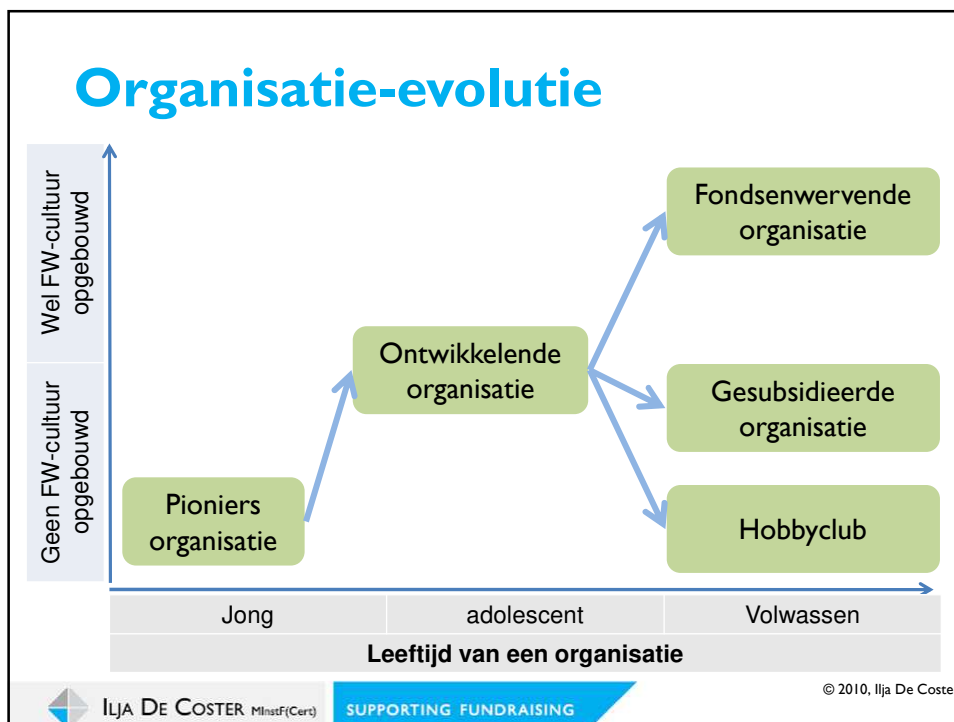 Organisatie-evolutie
Wel FW-cultuur
opgebouwd
Geen FW-cultuur
opgebouwd
Fondsenwervende
organisatie
Ontwikkelende
organisatie
Gesubsidieerde
organisatie
Pioniers
organisatie
Hobbyclub
Jong
adolescent
Volwassen
Leeftijd van een organisatie
© 2010, Ilja De Coste
ILJA DE COSTER MInstF(Cert)
SUPPORTING FUNDRAISING